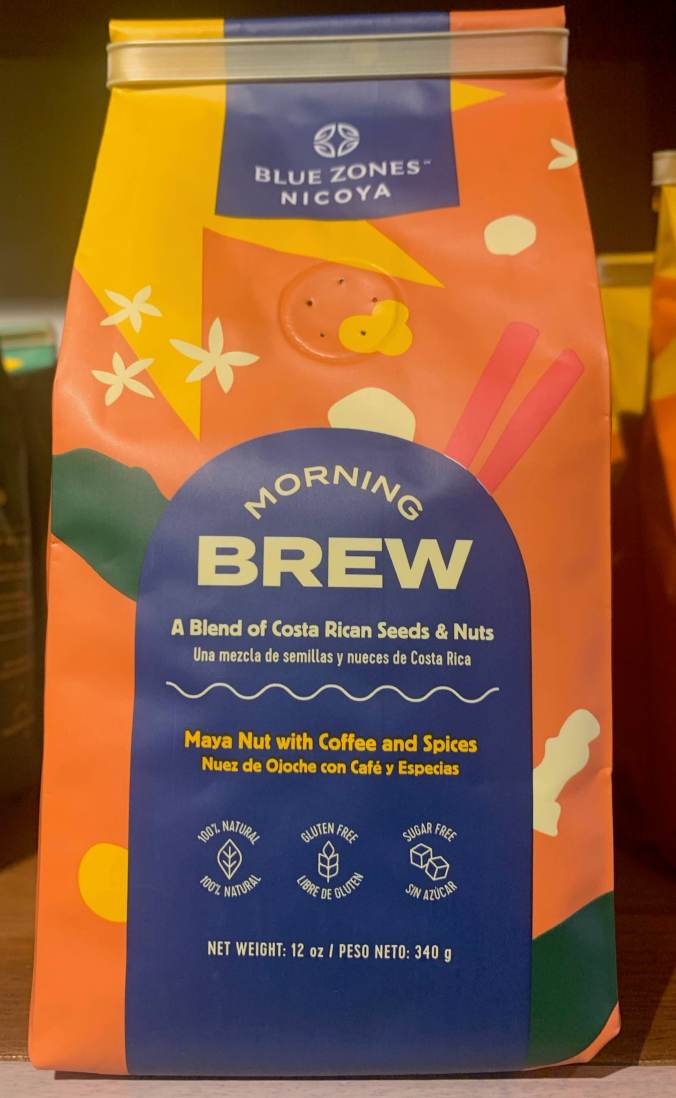 BLUE ZONES™
NICOYA
MORNING
BREW
A Blend of Costa Rican Seeds & Nuts
Una mezcla de semillas y nueces de Costa Rica
Maya Nut with Coffee and Spices
Nuez de Ojoche con Café y Especias
100% NATURAL
100% NATURAL
GLUTEN FREE
LIBRE DE GLUTEN
SUGAR FREE
SIN AZÚCAR
NET WEIGHT: 12 oz / PESO NETO: 340 g